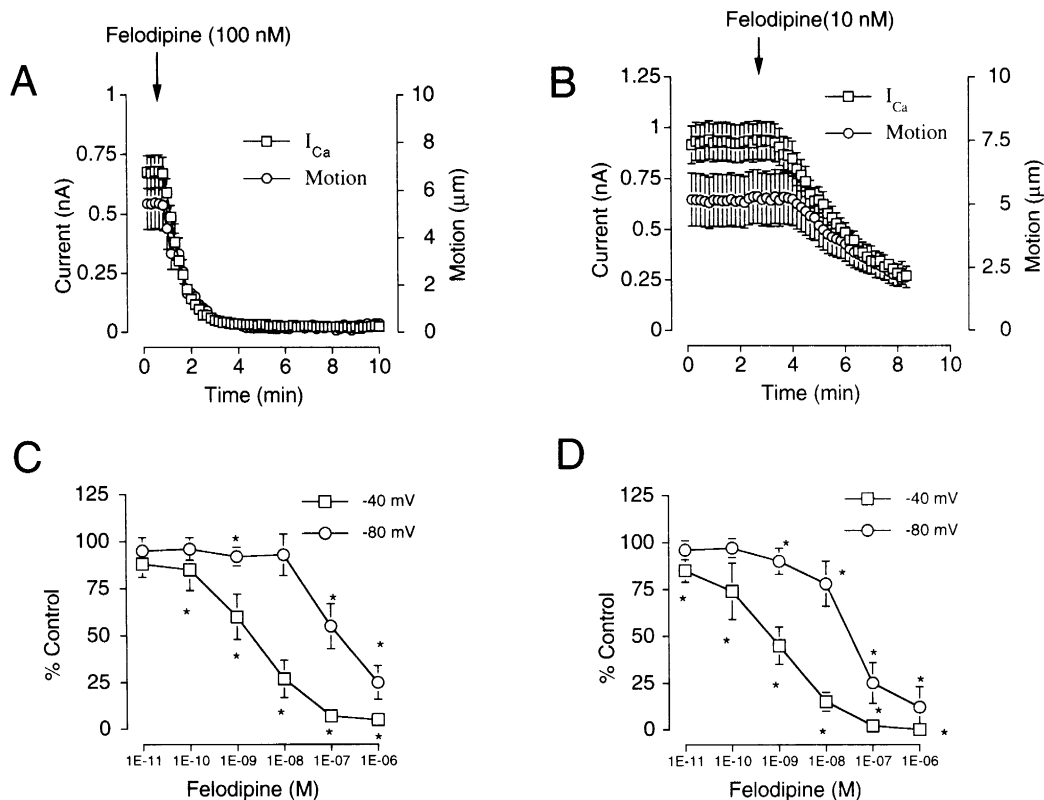 Felodipine (100 nM)
A
1
0.75
0.5
0.25
0
Current (nA)
10
8
6
4
2
0
Motion (μm)
I_Ca
Motion
0 2 4 6 8 10
Time (min)
Felodipine(10 nM)
B
1.25
1
0.75
0.5
0.25
0
Current (nA)
10
7.5
5
2.5
0
Motion (μm)
I_Ca
Motion
0 2 4 6 8 10
Time (min)
C
125
100
75
50
25
0
% Control
-40 mV
-80 mV
* * * * * * * *
1E-11 1E-10 1E-09 1E-08 1E-07 1E-06
Felodipine (M)
D
125
100
75
50
25
0
% Control
-40 mV
-80 mV
* * * * * * * * * *
1E-11 1E-10 1E-09 1E-08 1E-07 1E-06
Felodipine (M)